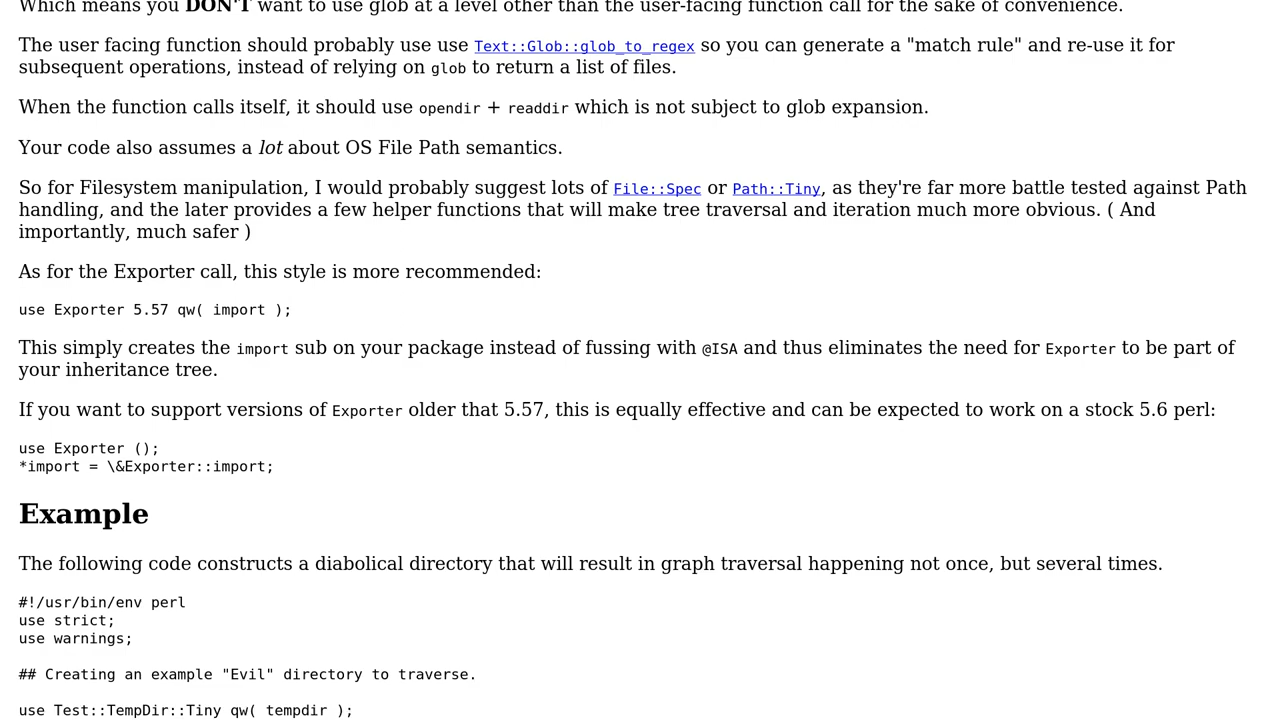 Which means you DON'T want to use glob at a level other than the user-facing function call for the sake of convenience.
The user facing function should probably use use Text::Glob::glob_to_regex so you can generate a "match rule" and re-use it for
subsequent operations, instead of relying on glob to return a list of files.
When the function calls itself, it should use opendir + readdir which is not subject to glob expansion.
Your code also assumes a lot about OS File Path semantics.
So for Filesystem manipulation, I would probably suggest lots of File::Spec or Path::Tiny, as they're far more battle tested against Path
handling, and the later provides a few helper functions that will make tree traversal and iteration much more obvious. ( And
importantly, much safer )
As for the Exporter call, this style is more recommended:
use Exporter 5.57 qw( import );
This simply creates the import sub on your package instead of fussing with @ISA and thus eliminates the need for Exporter to be part of
your inheritance tree.
If you want to support versions of Exporter older that 5.57, this is equally effective and can be expected to work on a stock 5.6 perl:
use Exporter ();
*import = \&Exporter::import;
Example
The following code constructs a diabolical directory that will result in graph traversal happening not once, but several times.
#!/usr/bin/env perl
use strict;
use warnings;
## Creating an example "Evil" directory to traverse.
use Test::TempDir::Tiny qw( tempdir );